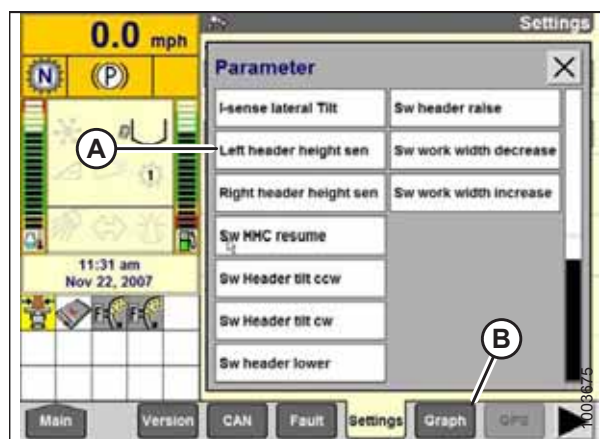 0.0 mph
Settings
N
(P)
Parameter
X
I-sense lateral Tilt
Sw header raise
A
Left header height sen
Sw work width decrease
1
Right header height sen
Sw work width increase
Sw HHC resume
11:31 am
Nov 22, 2007
Sw Header tilt ccw
F
F
Sw Header tilt cw
B
Sw header lower
Main
Version
CAN
Fault
Settings
Graph
GPS
1003675